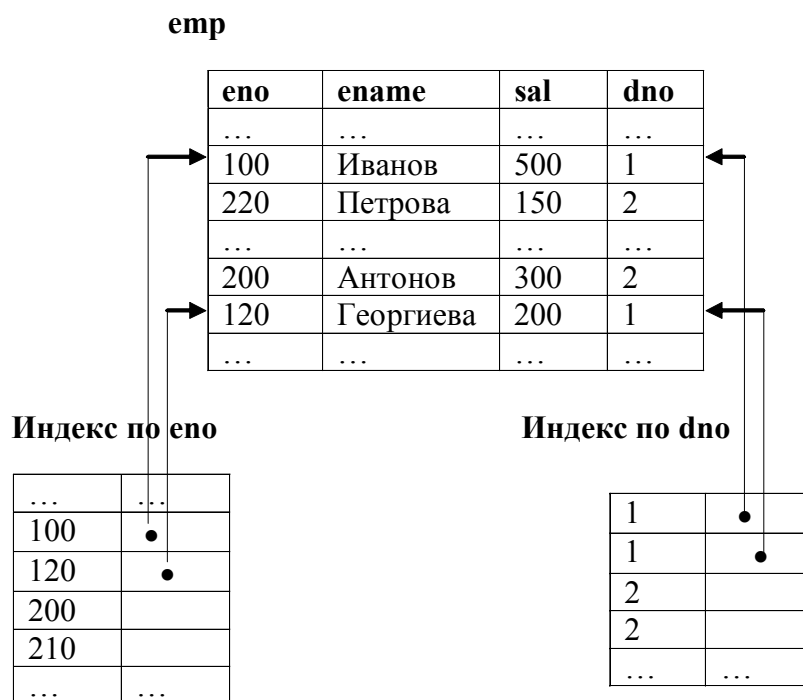 emp
eno ename sal dno
… … … …
100 Иванов 500 1
220 Петрова 150 2
… … … …
200 Антонов 300 2
120 Георгиева 200 1
… … … …
Индекс по eno
… …
100
120
200
210
… …
Индекс по dno
1
1
2
2
… …